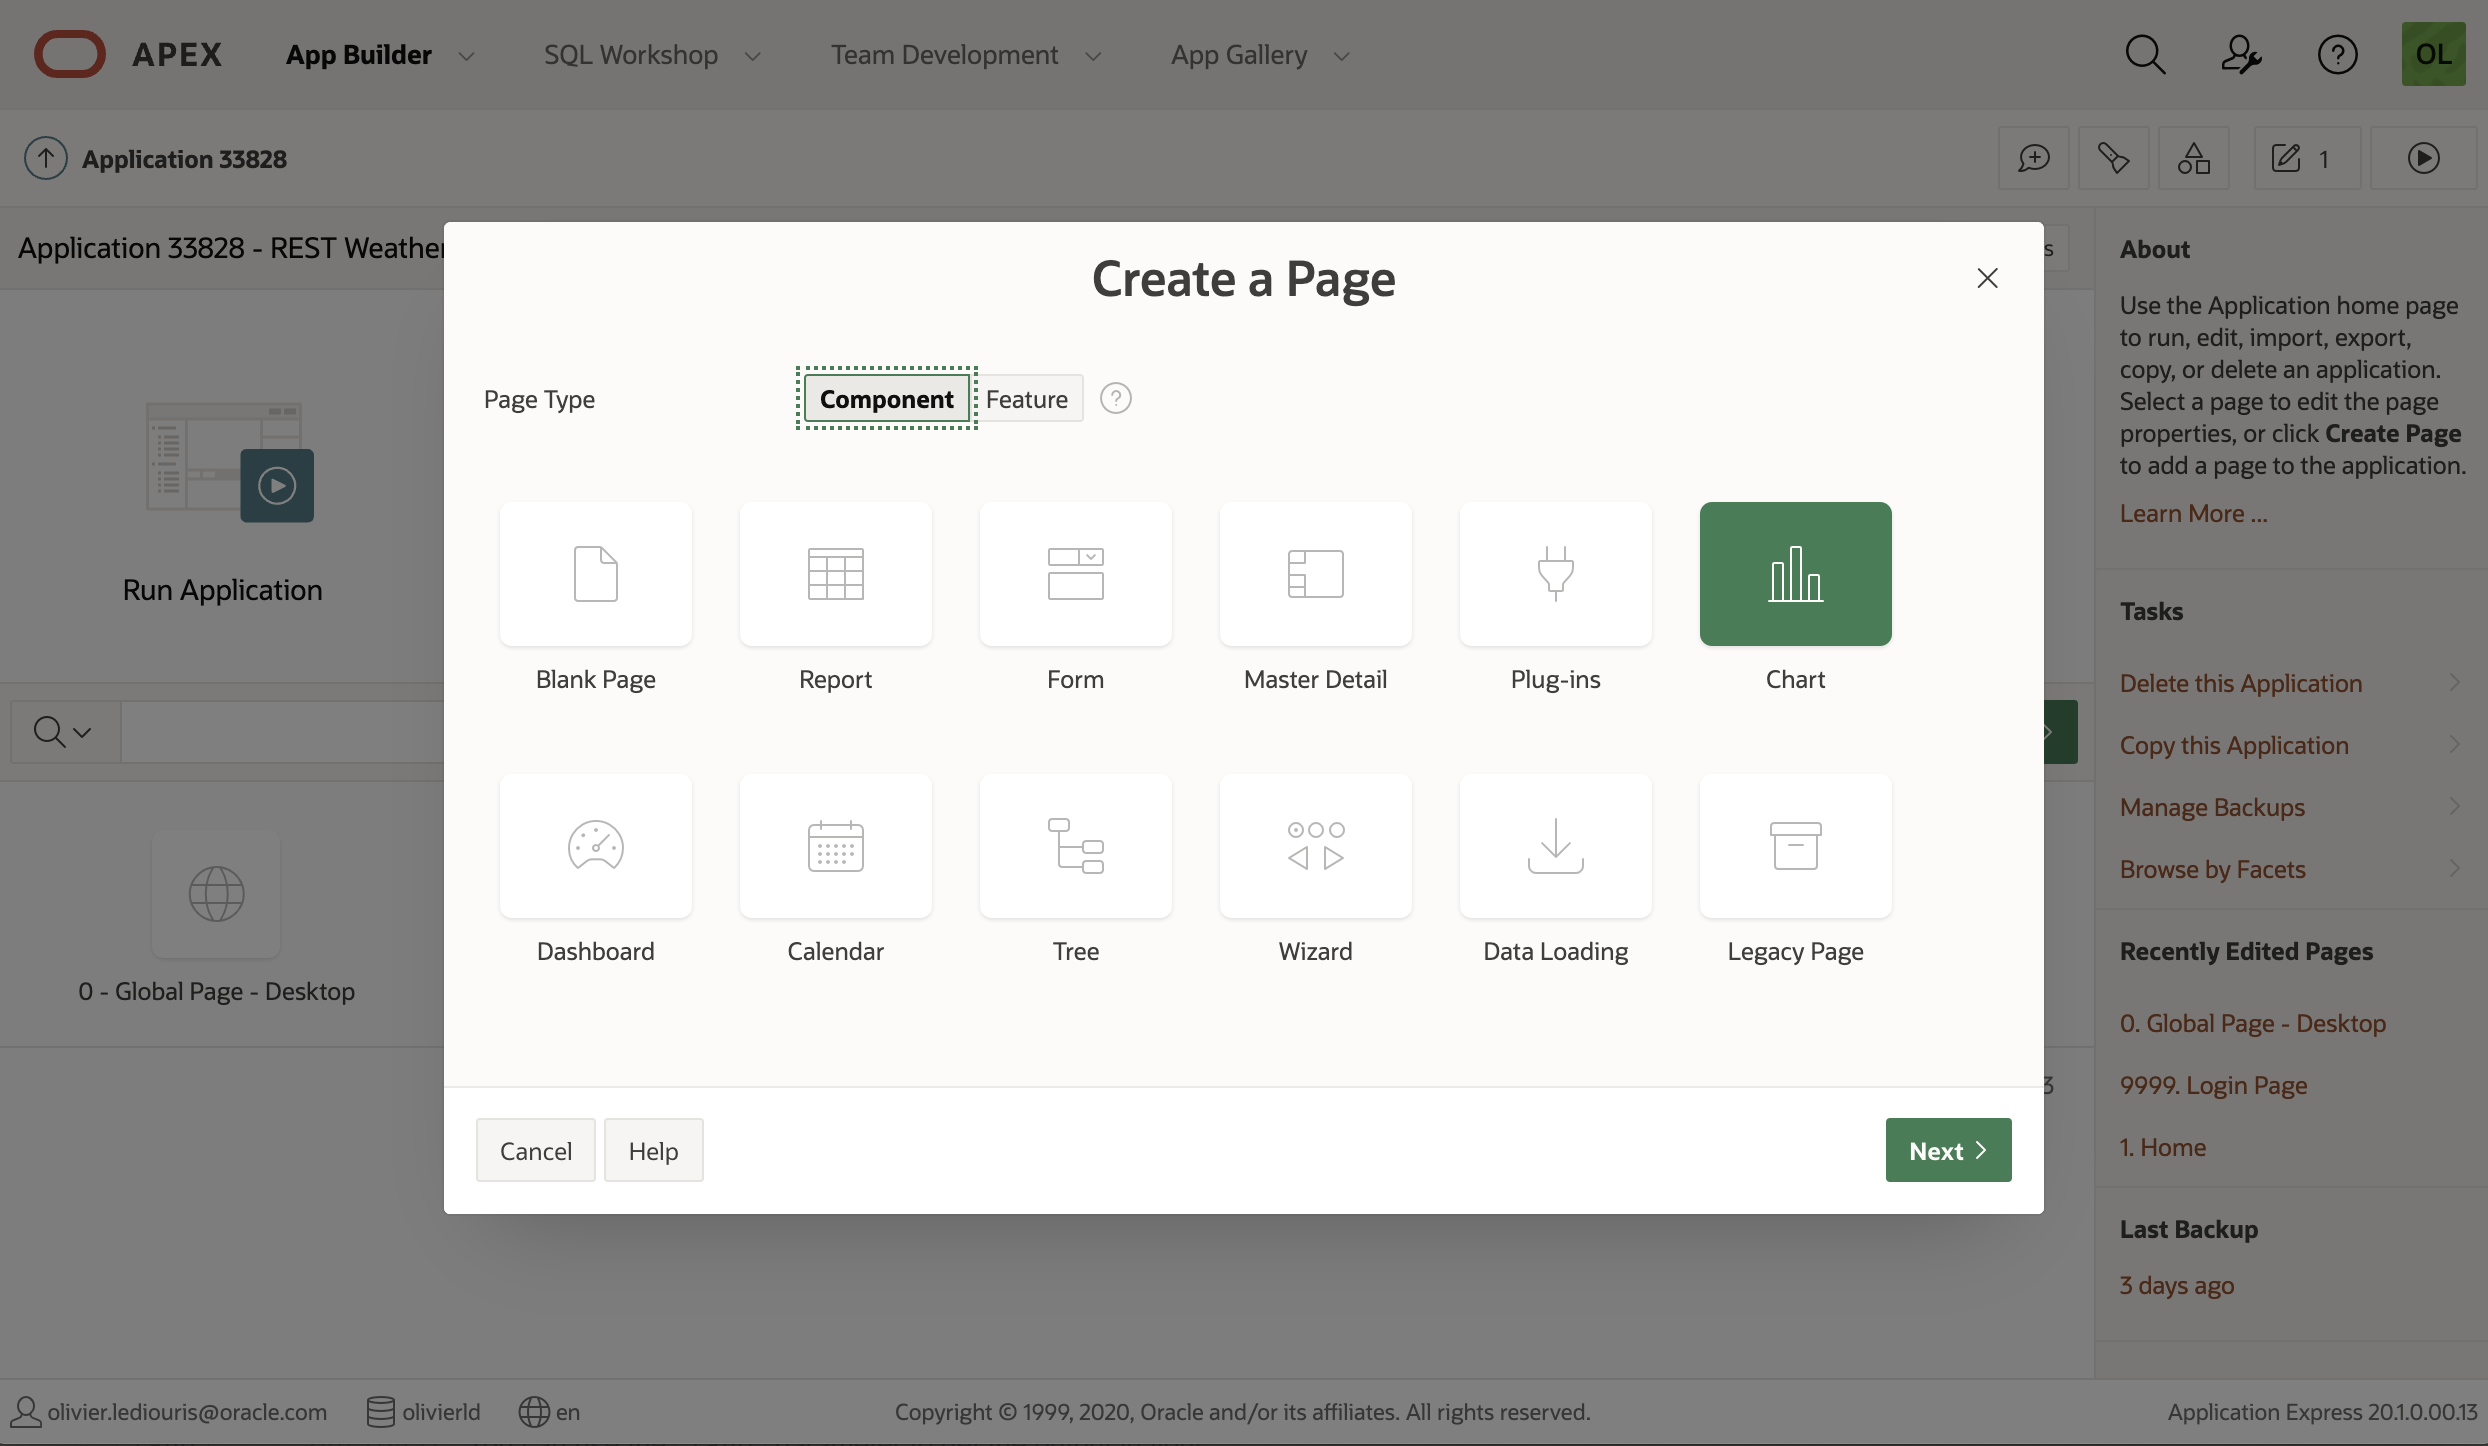 APEX
App Builder
SQL Workshop
Team Development
App Gallery
?
OL
Application 33828
1
Application 33828 - REST Weather
s
Create a Page
Page Type
Component
Feature
?
Blank Page
Report
Form
Master Detail
Plug-ins
Chart
Dashboard
Calendar
Tree
Wizard
Data Loading
Legacy Page
Cancel
Help
Next
Run Application
0 - Global Page - Desktop
3
About
Use the Application home page
to run, edit, import, export,
copy, or delete an application.
Select a page to edit the page
properties, or click Create Page
to add a page to the application.
Learn More ...
Tasks
Delete this Application
Copy this Application
Manage Backups
Browse by Facets
Recently Edited Pages
0. Global Page - Desktop
9999. Login Page
1. Home
Last Backup
3 days ago
olivier.lediouris@oracle.com
olivierld
en
Copyright © 1999, 2020, Oracle and/or its affiliates. All rights reserved.
Application Express 20.1.0.00.13